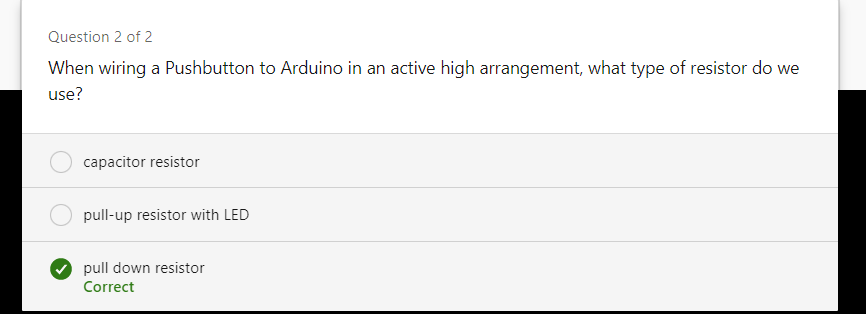 Question 2 of 2
When wiring a Pushbutton to Arduino in an active high arrangement, what type of resistor do we
use?
capacitor resistor
pull-up resistor with LED
pull down resistor
Correct